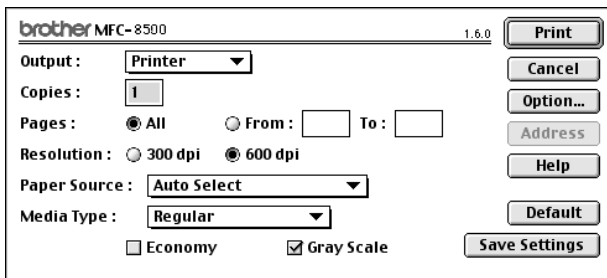 brother MFC-8500 1.6.0 Print
Output : Printer Cancel
Copies : 1 Option...
Pages : All From : To : Address
Resolution : 300 dpi 600 dpi Help
Paper Source : Auto Select
Media Type : Regular Default
Economy Gray Scale Save Settings